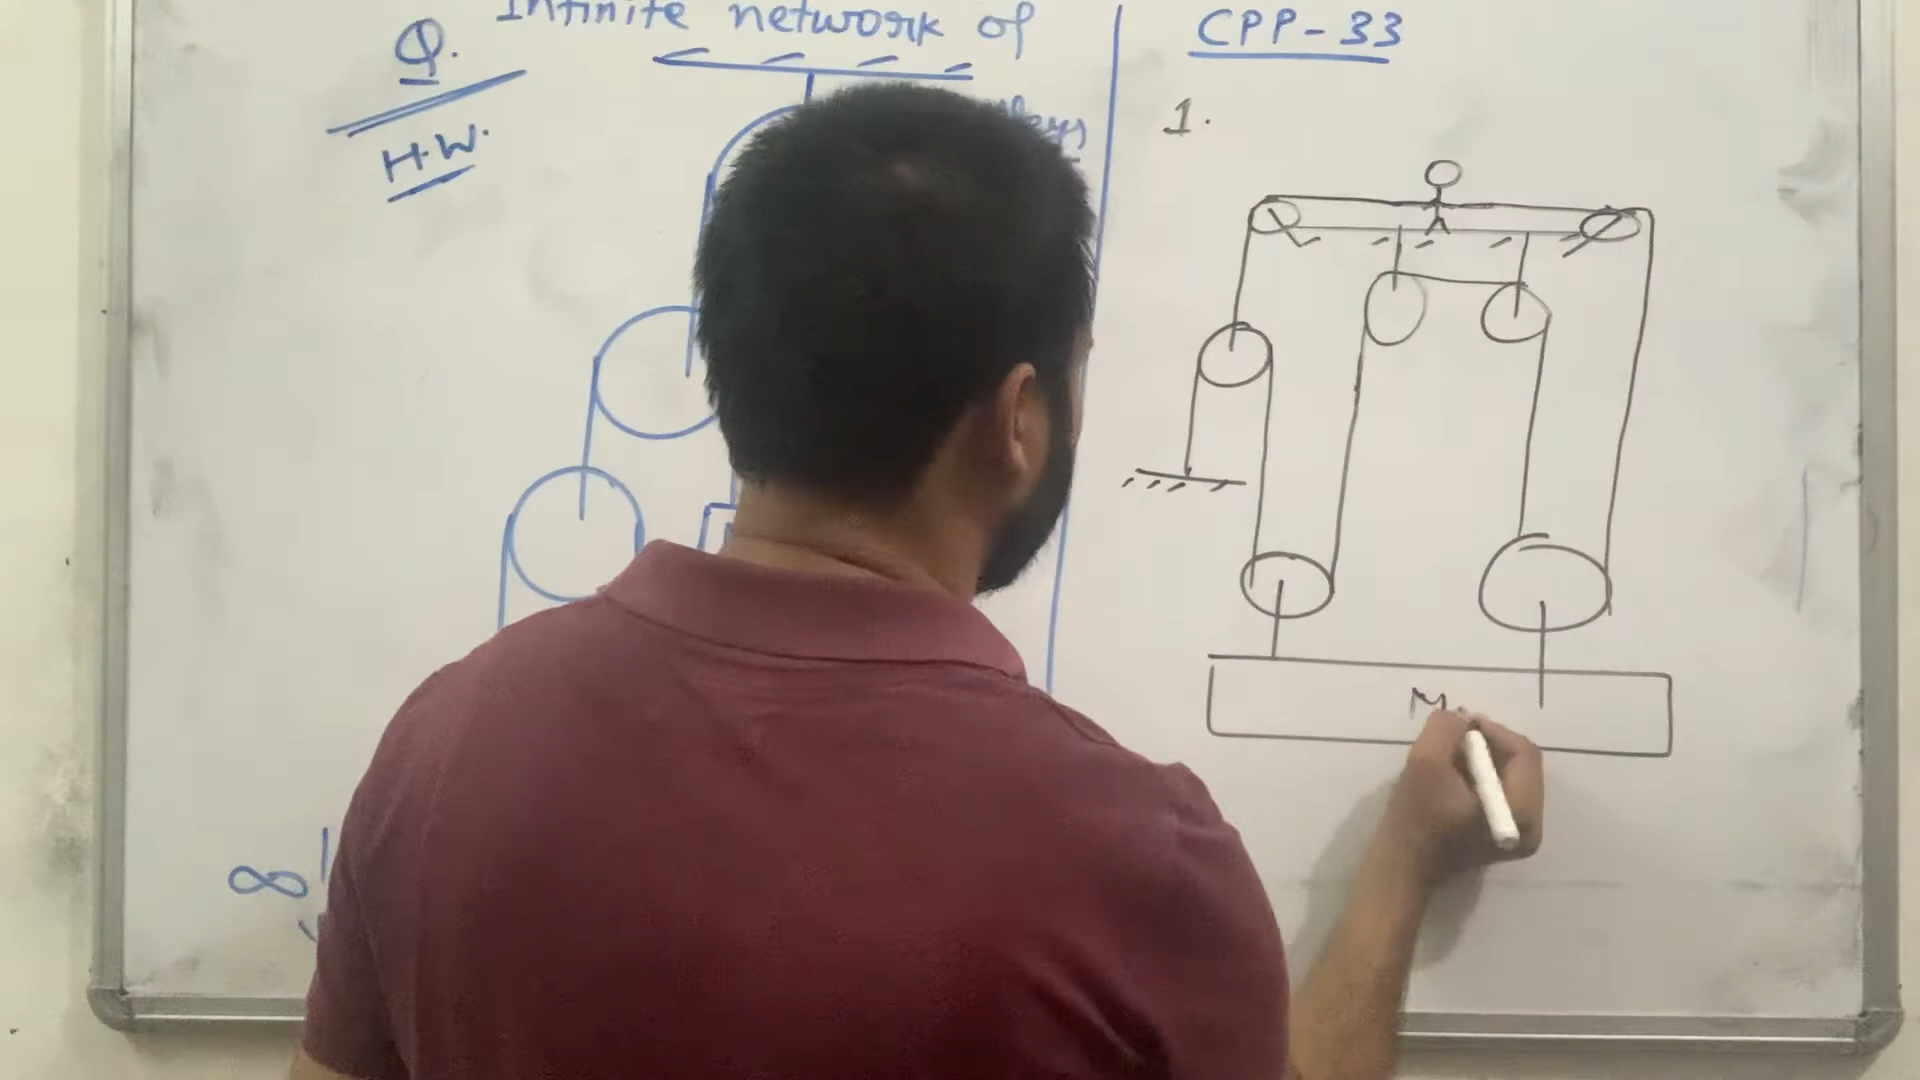 Q. Infinite network of
H.W.
∞
CPP-33
1.
M